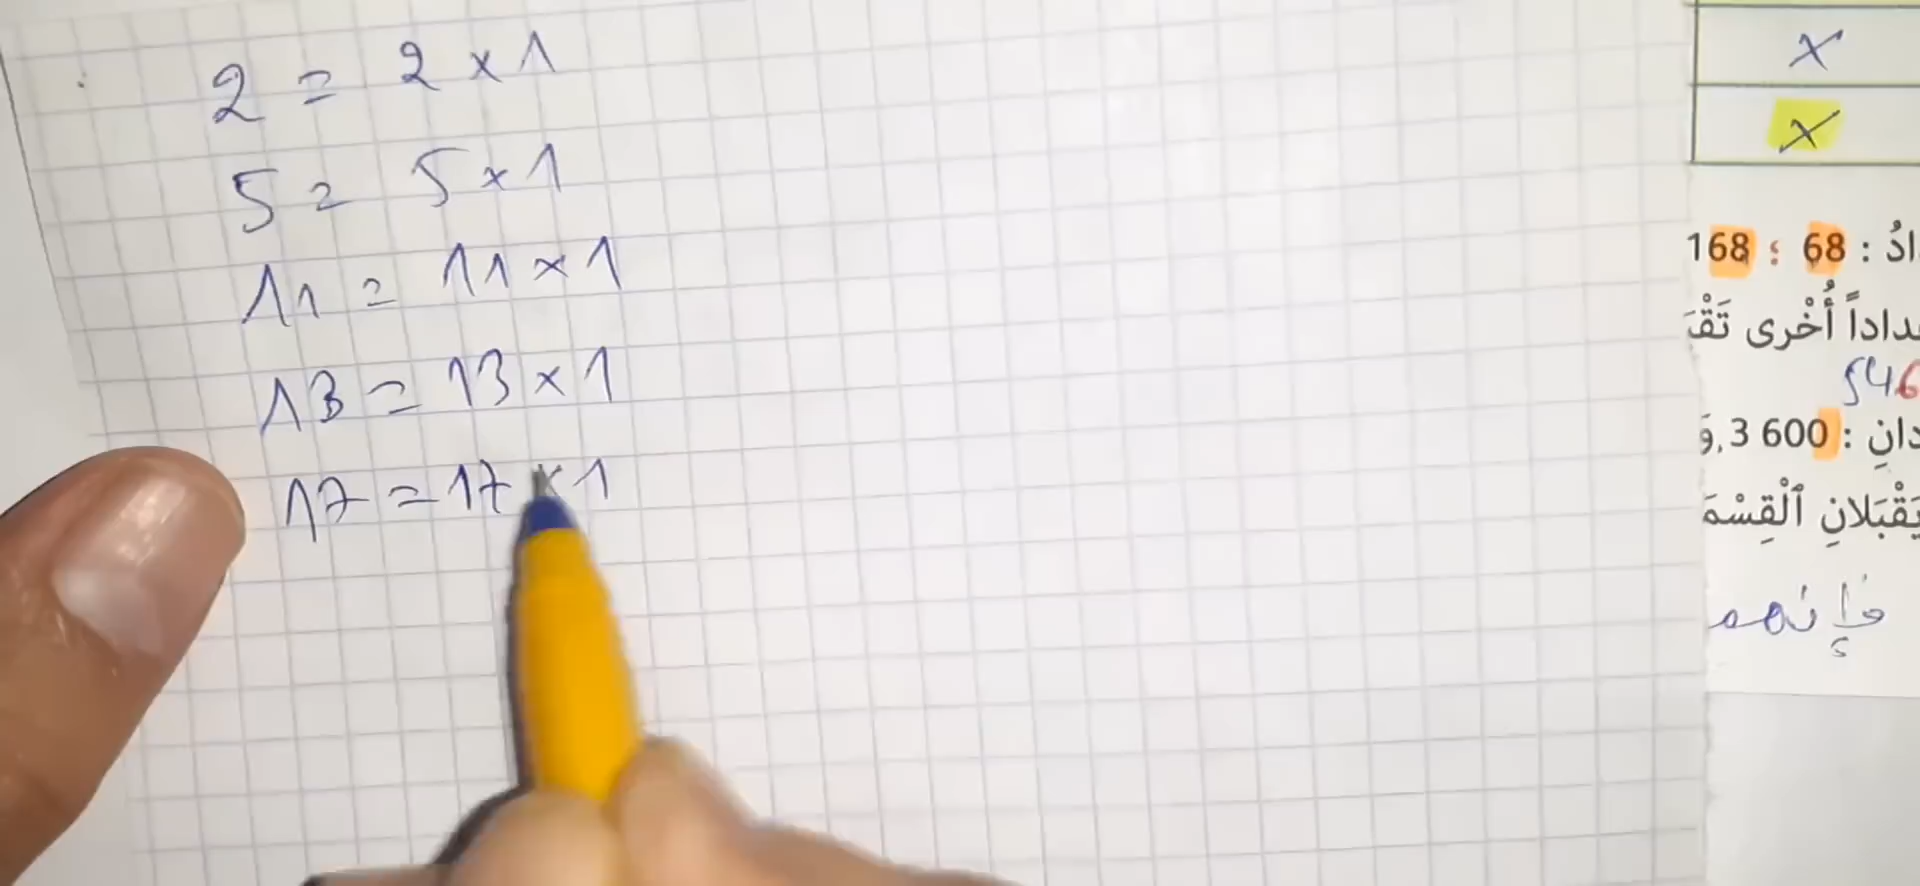 2 = 2 × 1
5 = 5 × 1
11 = 11 × 1
13 = 13 × 1
17 = 17 × 1
×
×
168 ; 68 :
أُخْرى
546
3 600 :